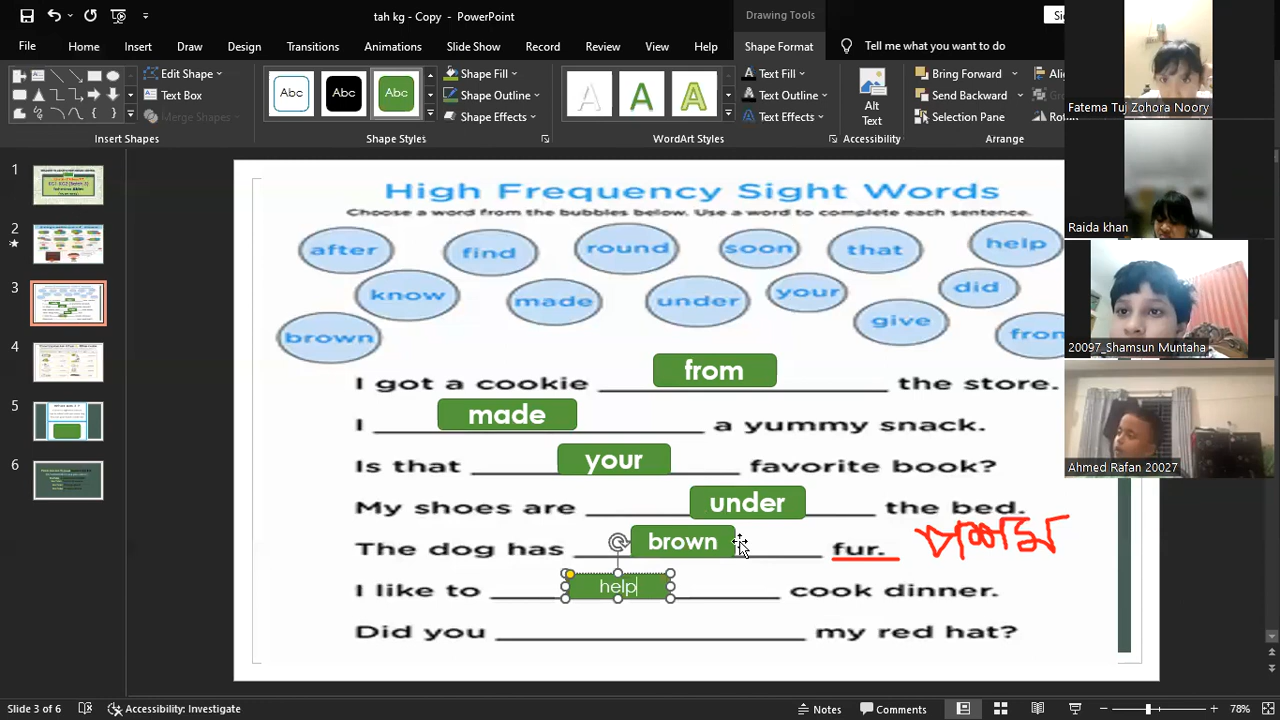 tah kg - Copy - PowerPoint
Drawing Tools
File Home Insert Draw Design Transitions Animations Slide Show Record Review View Help Shape Format Tell me what you want to do
Edit Shape
Text Box
Merge Shapes
Insert Shapes
Abc Abc Abc
Shape Fill
Shape Outline
Shape Effects
Shape Styles
A A A
Text Fill
Text Outline
Text Effects
WordArt Styles
Alt
Text
Accessibility
Bring Forward
Send Backward
Selection Pane
Arrange
Fatema Tuj Zohora Noory
Raida khan
20097_Shamsun Muntaha
Ahmed Rafan 20027
1
2
3
4
5
6
High Frequency Sight Words
Choose a word from the bubbles below. Use a word to complete each sentence.
after find round soon that help
know made under your did
brown give from
I got a cookie from the store.
I made a yummy snack.
Is that your favorite book?
My shoes are under the bed.
The dog has brown fur.
I like to help cook dinner.
Did you my red hat?
Slide 3 of 6 Accessibility: Investigate Notes Comments 78%